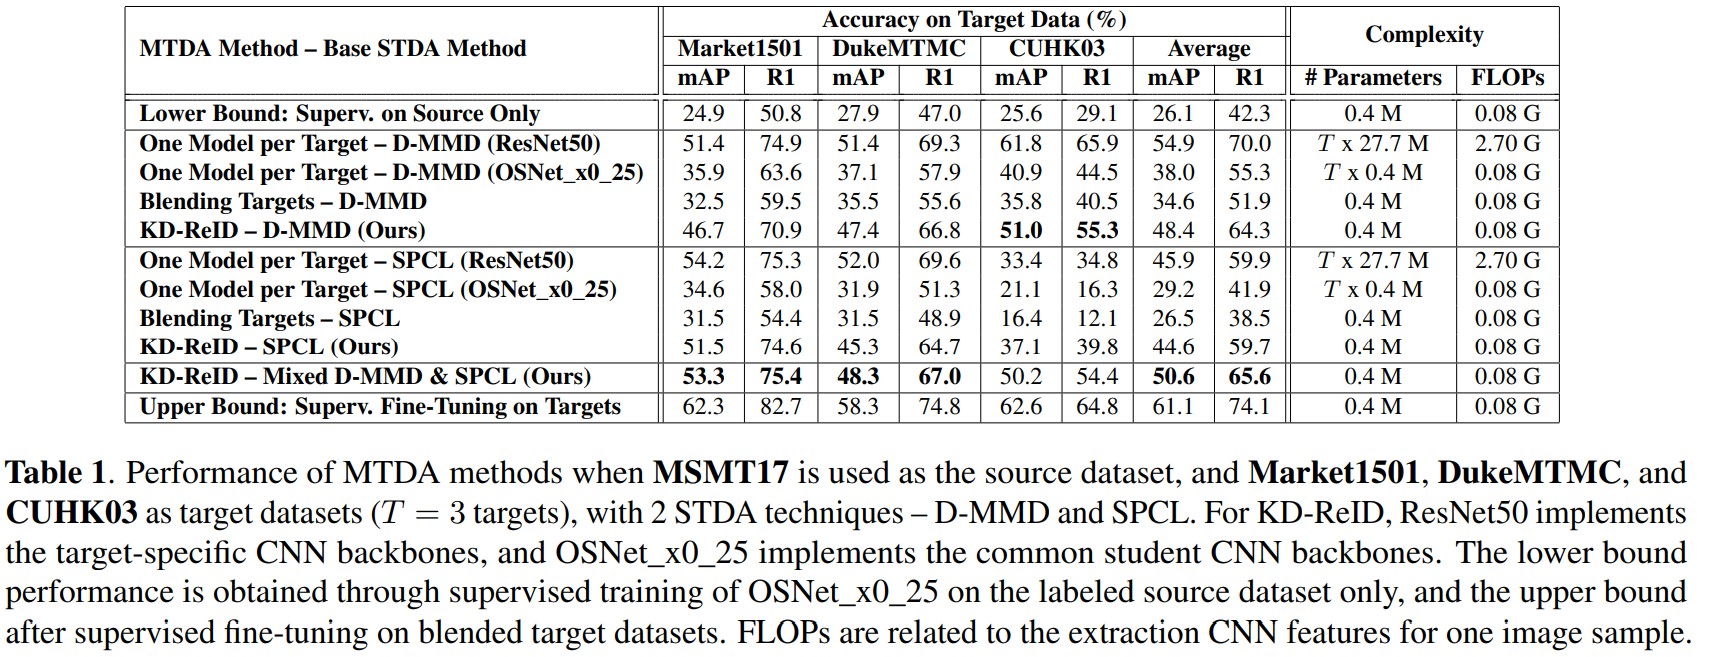 MTDA Method – Base STDA Method Accuracy on Target Data (%) Complexity
Market1501 DukeMTMC CUHK03 Average
mAP R1 mAP R1 mAP R1 mAP R1 # Parameters FLOPs
Lower Bound: Superv. on Source Only 24.9 50.8 27.9 47.0 25.6 29.1 26.1 42.3 0.4 M 0.08 G
One Model per Target – D-MMD (ResNet50) 51.4 74.9 51.4 69.3 61.8 65.9 54.9 70.0 T x 27.7 M 2.70 G
One Model per Target – D-MMD (OSNet_x0_25) 35.9 63.6 37.1 57.9 40.9 44.5 38.0 55.3 T x 0.4 M 0.08 G
Blending Targets – D-MMD 32.5 59.5 35.5 55.6 35.8 40.5 34.6 51.9 0.4 M 0.08 G
KD-ReID – D-MMD (Ours) 46.7 70.9 47.4 66.8 51.0 55.3 48.4 64.3 0.4 M 0.08 G
One Model per Target – SPCL (ResNet50) 54.2 75.3 52.0 69.6 33.4 34.8 45.9 59.9 T x 27.7 M 2.70 G
One Model per Target – SPCL (OSNet_x0_25) 34.6 58.0 31.9 51.3 21.1 16.3 29.2 41.9 T x 0.4 M 0.08 G
Blending Targets – SPCL 31.5 54.4 31.5 48.9 16.4 12.1 26.5 38.5 0.4 M 0.08 G
KD-ReID – SPCL (Ours) 51.5 74.6 45.3 64.7 37.1 39.8 44.6 59.7 0.4 M 0.08 G
KD-ReID – Mixed D-MMD & SPCL (Ours) 53.3 75.4 48.3 67.0 50.2 54.4 50.6 65.6 0.4 M 0.08 G
Upper Bound: Superv. Fine-Tuning on Targets 62.3 82.7 58.3 74.8 62.6 64.8 61.1 74.1 0.4 M 0.08 G
Table 1. Performance of MTDA methods when MSMT17 is used as the source dataset, and Market1501, DukeMTMC, and
CUHK03 as target datasets (T = 3 targets), with 2 STDA techniques – D-MMD and SPCL. For KD-ReID, ResNet50 implements
the target-specific CNN backbones, and OSNet_x0_25 implements the common student CNN backbones. The lower bound
performance is obtained through supervised training of OSNet_x0_25 on the labeled source dataset only, and the upper bound
after supervised fine-tuning on blended target datasets. FLOPs are related to the extraction CNN features for one image sample.